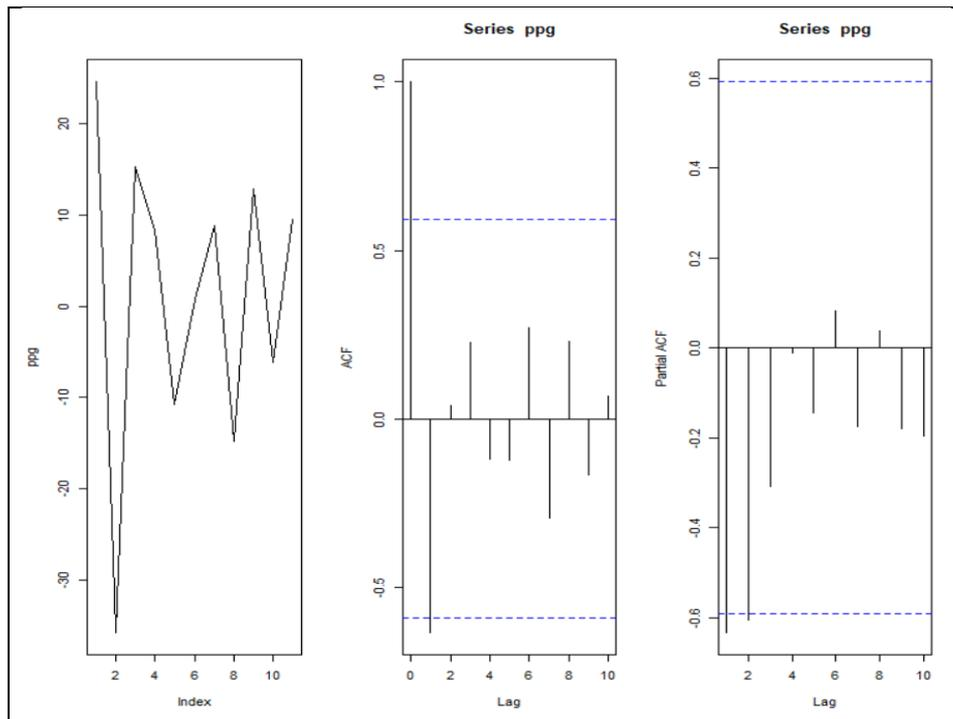 Series ppg
Series ppg
ppg
20
10
0
-10
-20
-30
2 4 6 8 10
Index
ACF
1.0
0.5
0.0
-0.5
0 2 4 6 8 10
Lag
Partial ACF
0.6
0.4
0.2
0.0
-0.2
-0.4
-0.6
2 4 6 8 10
Lag